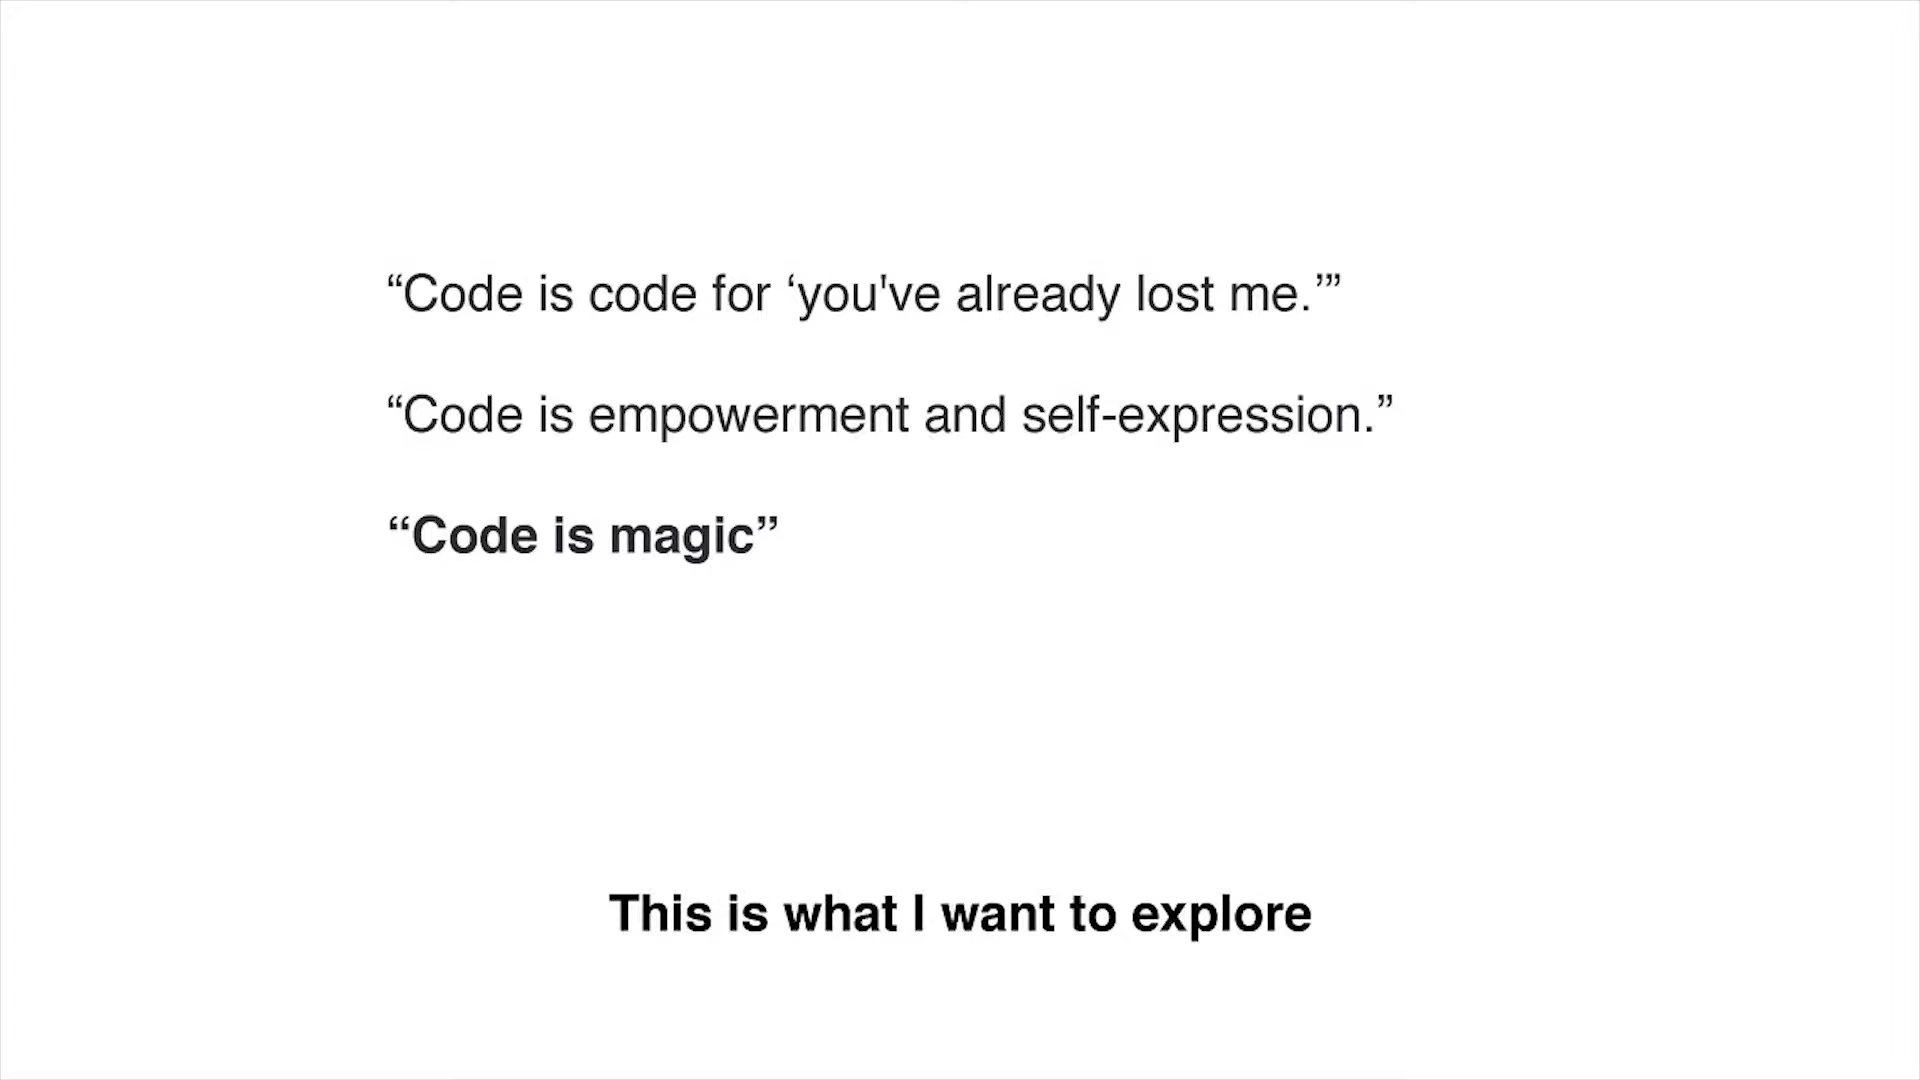 “Code is code for ‘you've already lost me.’”
“Code is empowerment and self-expression.”
“Code is magic”
This is what I want to explore